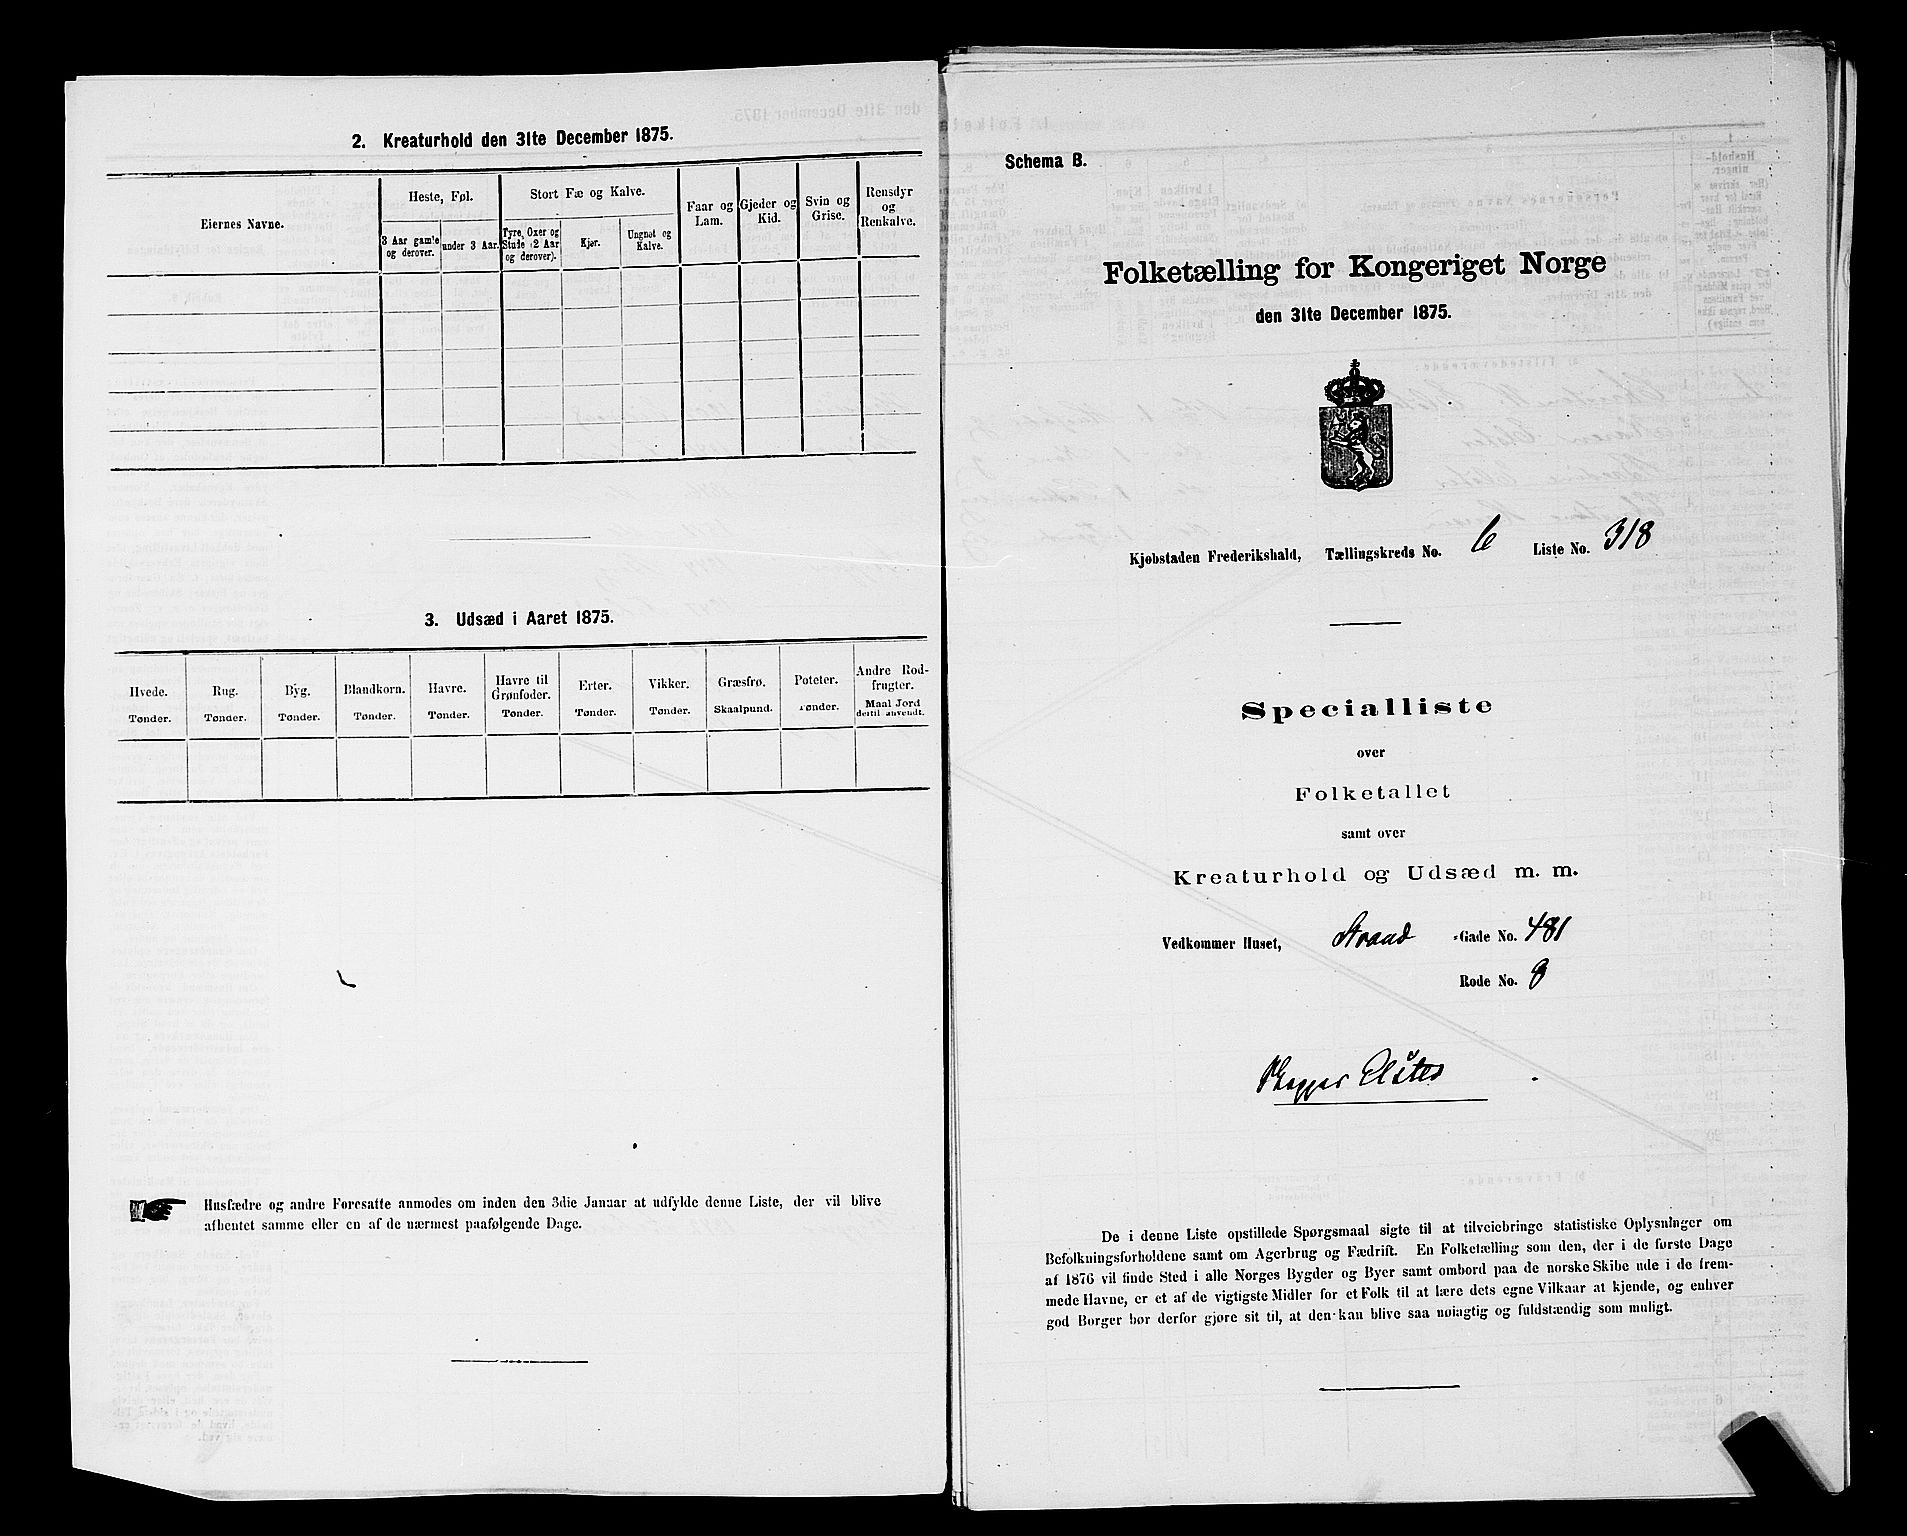 2. Kreaturhold den 31te December 1875.
Eiernes Navne.
Heste, Føl.
3 Aar gamle og derover.
under 3 Aar.
Stort Fæ og Kalve.
Tyre, Oxer og Stude (2 Aar og derover).
Kjør.
Ungnøt og Kalve.
Faar og Lam.
Gjeder og Kid.
Svin og Grise.
Rensdyr og Renkalve.
3. Udsæd i Aaret 1875.
Hvede. Tønder.
Rug. Tønder.
Byg. Tønder.
Blandkorn. Tønder.
Havre. Tønder.
Havre til Grønfoder. Tønder.
Erter. Tønder.
Vikker. Tønder.
Græsfrø. Skaalpund.
Poteter. Tønder.
Andre Rodfrugter. Maal Jord dertil anvendt.
Husfædre og andre Foresatte anmodes om inden den 3die Januar at udfylde denne Liste, der vil blive
afhentet samme eller en af de nærmest paafølgende Dage.
Schema B.
Folketælling for Kongeriget Norge
den 31te December 1875.
Kjøbstaden Frederikshald, Tællingskreds No. 6 Liste No. 318
Specialliste
over
Folketallet
samt over
Kreaturhold og Udsæd m. m.
Vedkommer Huset, Strand -Gade No. 481
Rode No. 8
Elster
De i denne Liste opstillede Spørgsmaal sigte til at tilveiebringe statistiske Oplysninger om
Befolkningsforholdene samt om Agerbrug og Fædrift. En Folketælling som den, der i de første Dage
af 1876 vil finde Sted i alle Norges Bygder og Byer samt ombord paa de norske Skibe ude i de frem-
mede Havne, er et af de vigtigste Midler for et Folk til at lære dets egne Vilkaar at kjende, og enhver
god Borger bør derfor gjøre sit til, at den kan blive saa nøiagtig og fuldstændig som muligt.